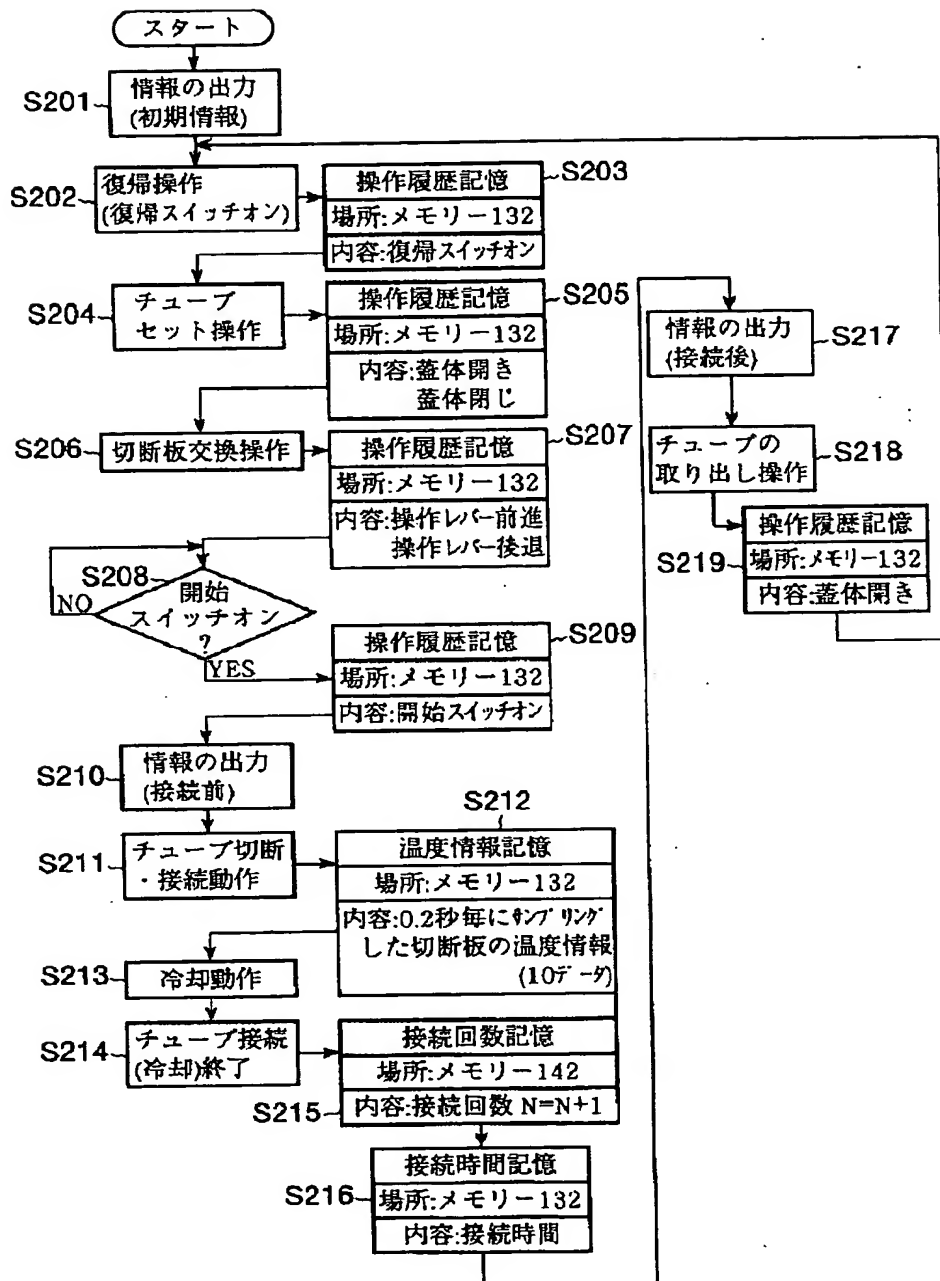 スタート
S201
情報の出力
(初期情報)
S202
復帰操作
(復帰スイッチオン)
操作履歴記憶
S203
場所:メモリー132
内容:復帰スイッチオン
S204
チューブ
セット操作
操作履歴記憶
S205
場所:メモリー132
内容:蓋体開き
蓋体閉じ
S206
切断板交換操作
操作履歴記憶
S207
場所:メモリー132
内容:操作レバー前進
操作レバー後退
S208
開始
スイッチオン
?
NO
YES
操作履歴記憶
S209
場所:メモリー132
内容:開始スイッチオン
S210
情報の出力
(接続前)
S211
チューブ切断
・接続動作
S212
温度情報記憶
場所:メモリー132
内容:0.2秒毎にサンプリング
した切断板の温度情報
(10データ)
S213
冷却動作
S214
チューブ接続
(冷却)終了
接続回数記憶
場所:メモリー142
S215
内容:接続回数 N=N+1
接続時間記憶
S216
場所:メモリー132
内容:接続時間
情報の出力
(接続後)
S217
チューブの
取り出し操作
S218
操作履歴記憶
S219
場所:メモリー132
内容:蓋体開き